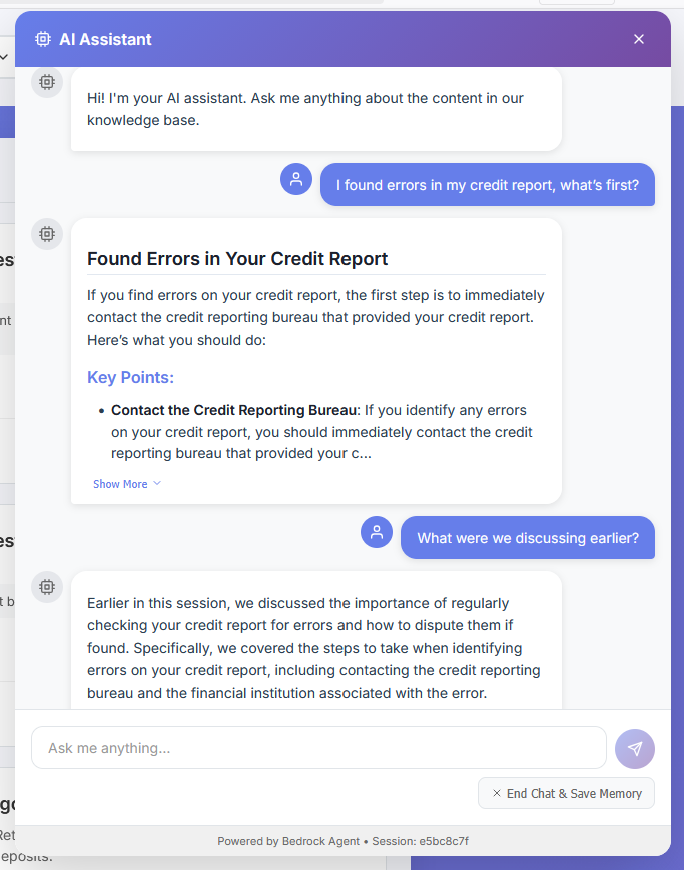 AI Assistant
Hi! I'm your AI assistant. Ask me anything about the content in our
knowledge base.
I found errors in my credit report, what's first?
Found Errors in Your Credit Report
If you find errors on your credit report, the first step is to immediately
contact the credit reporting bureau that provided your credit report.
Here's what you should do:
Key Points:
• Contact the Credit Reporting Bureau: If you identify any errors
on your credit report, you should immediately contact the credit
reporting bureau that provided your c...
Show More
What were we discussing earlier?
Earlier in this session, we discussed the importance of regularly
checking your credit report for errors and how to dispute them if
found. Specifically, we covered the steps to take when identifying
errors on your credit report, including contacting the credit reporting
bureau and the financial institution associated with the error.
Ask me anything...
× End Chat & Save Memory
Powered by Bedrock Agent • Session: e5bc8c7f
eposits.